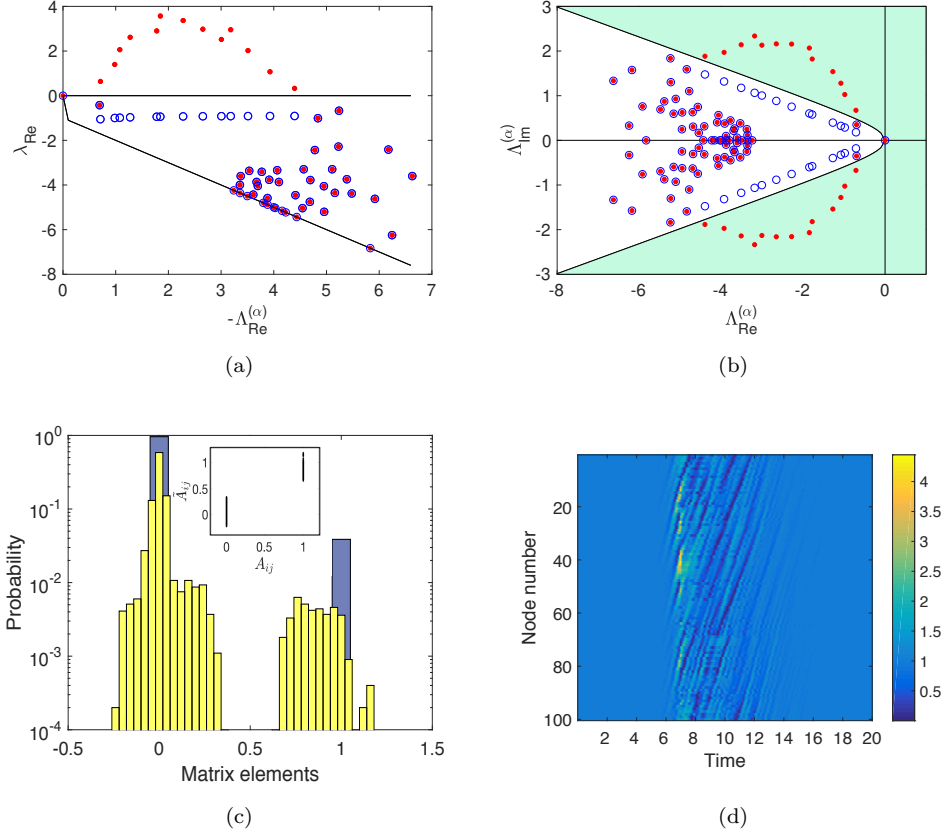 4
2
0
-2
-4
-6
-8
λRe
0 1 2 3 4 5 6 7
-Λ(α)Re
(a)
3
2
1
0
1
2
3
Λ(α)Im
-8 -6 -4 -2 0
Λ(α)Re
(b)
10^0
10^-1
10^-2
10^-3
10^-4
Probability
-0.5 0 0.5 1 1.5
Matrix elements
1
0.5
0
Āij
0 0.5 1
Aij
(c)
20
40
60
80
100
Node number
2 4 6 8 10 12 14 16 18 20
Time
4
3.5
3
2.5
2
1.5
1
0.5
(d)